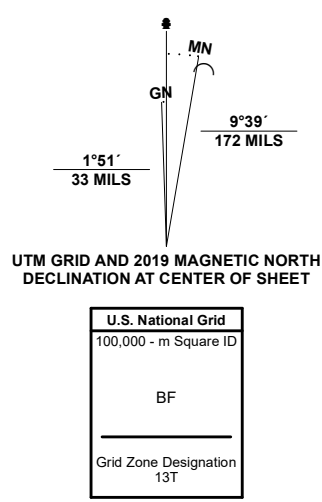 MN
GN
9°39´
172 MILS
1°51´
33 MILS
UTM GRID AND 2019 MAGNETIC NORTH
DECLINATION AT CENTER OF SHEET
U.S. National Grid
100,000 - m Square ID
BF
Grid Zone Designation
13T